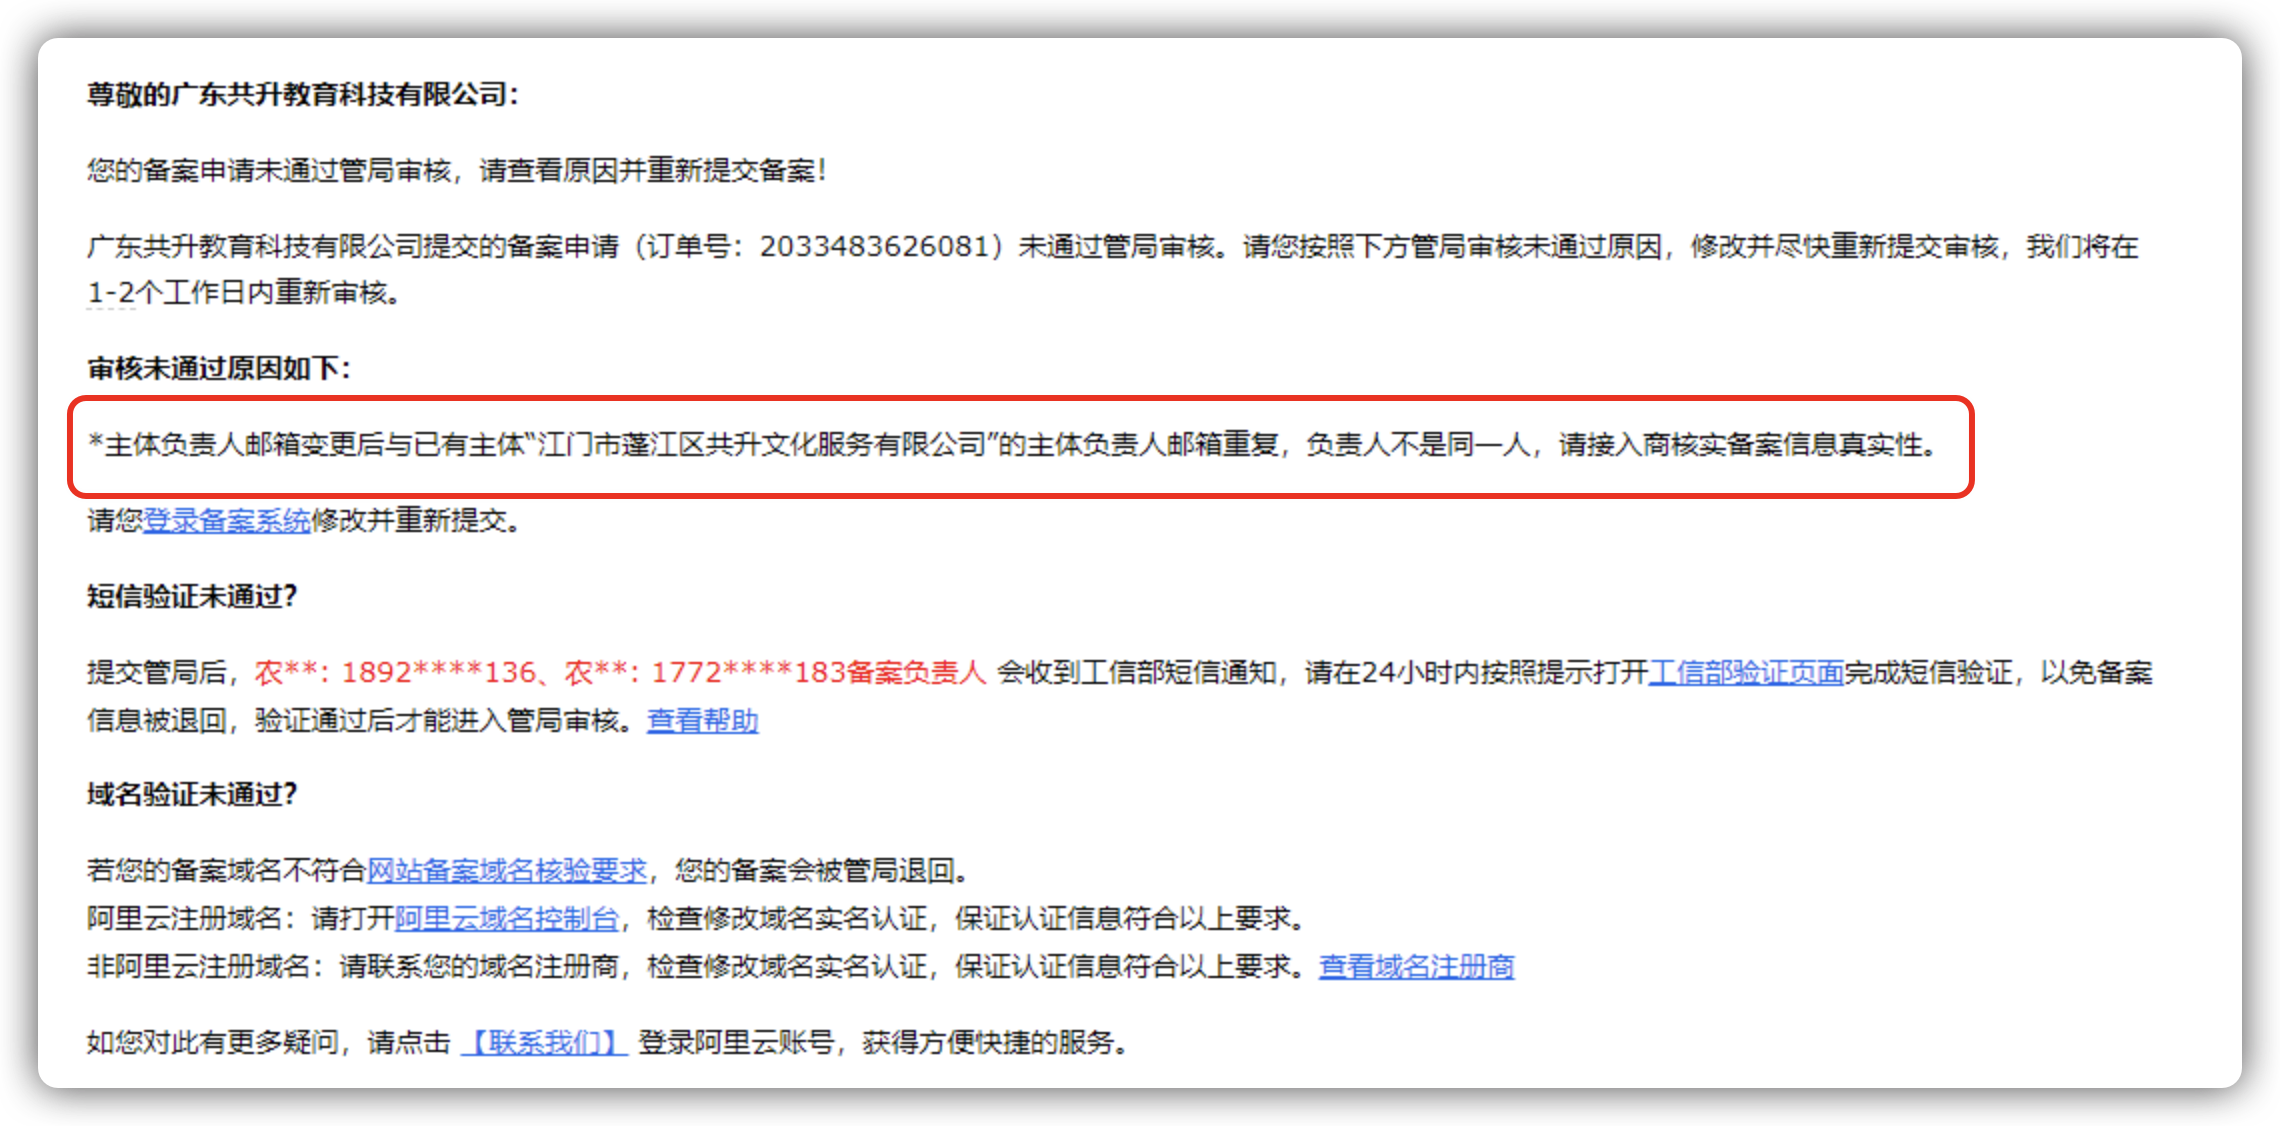 尊敬的广东共升教育科技有限公司：
您的备案申请未通过管局审核，请查看原因并重新提交备案！
广东共升教育科技有限公司提交的备案申请（订单号：2033483626081）未通过管局审核。请您按照下方管局审核未通过原因，修改并尽快重新提交审核，我们将在
1-2个工作日内重新审核。
审核未通过原因如下：
*主体负责人邮箱变更后与已有主体“江门市蓬江区共升文化服务有限公司”的主体负责人邮箱重复，负责人不是同一人，请接入商核实备案信息真实性。
请您登录备案系统修改并重新提交。
短信验证未通过？
提交管局后，农**：1892****136、农**：1772****183备案负责人 会收到工信部短信通知，请在24小时内按照提示打开工信部验证页面完成短信验证，以免备案
信息被退回，验证通过后才能进入管局审核。查看帮助
域名验证未通过？
若您的备案域名不符合网站备案域名核验要求，您的备案会被管局退回。
阿里云注册域名：请打开阿里云域名控制台，检查修改域名实名认证，保证认证信息符合以上要求。
非阿里云注册域名：请联系您的域名注册商，检查修改域名实名认证，保证认证信息符合以上要求。查看域名注册商
如您对此有更多疑问，请点击 【联系我们】 登录阿里云账号，获得方便快捷的服务。